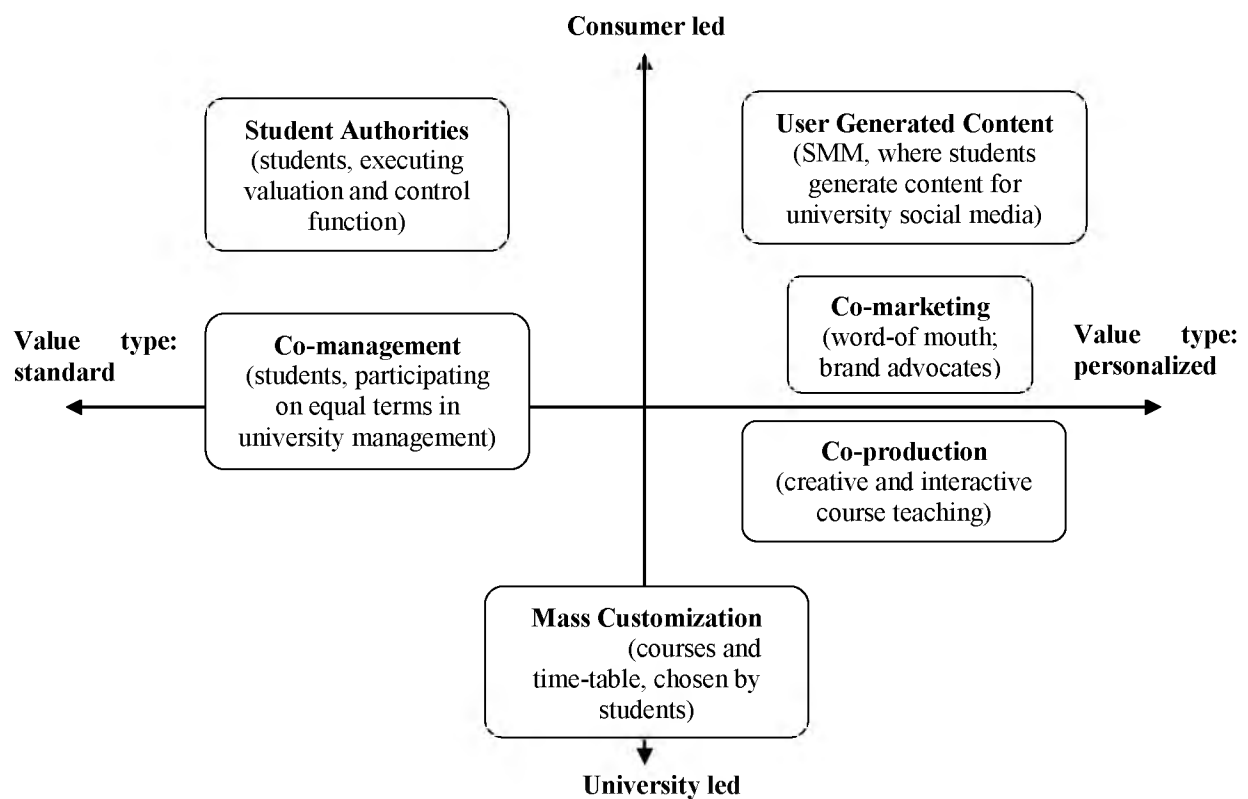 Consumer led
Student Authorities
(students, executing
valuation and control
function)
User Generated Content
(SMM, where students
generate content for
university social media)
Value type:
standard
Co-management
(students, participating
on equal terms in
university management)
Co-marketing
(word-of mouth;
brand advocates)
Value type:
personalized
Co-production
(creative and interactive
course teaching)
Mass Customization
(courses and
time-table, chosen by
students)
University led